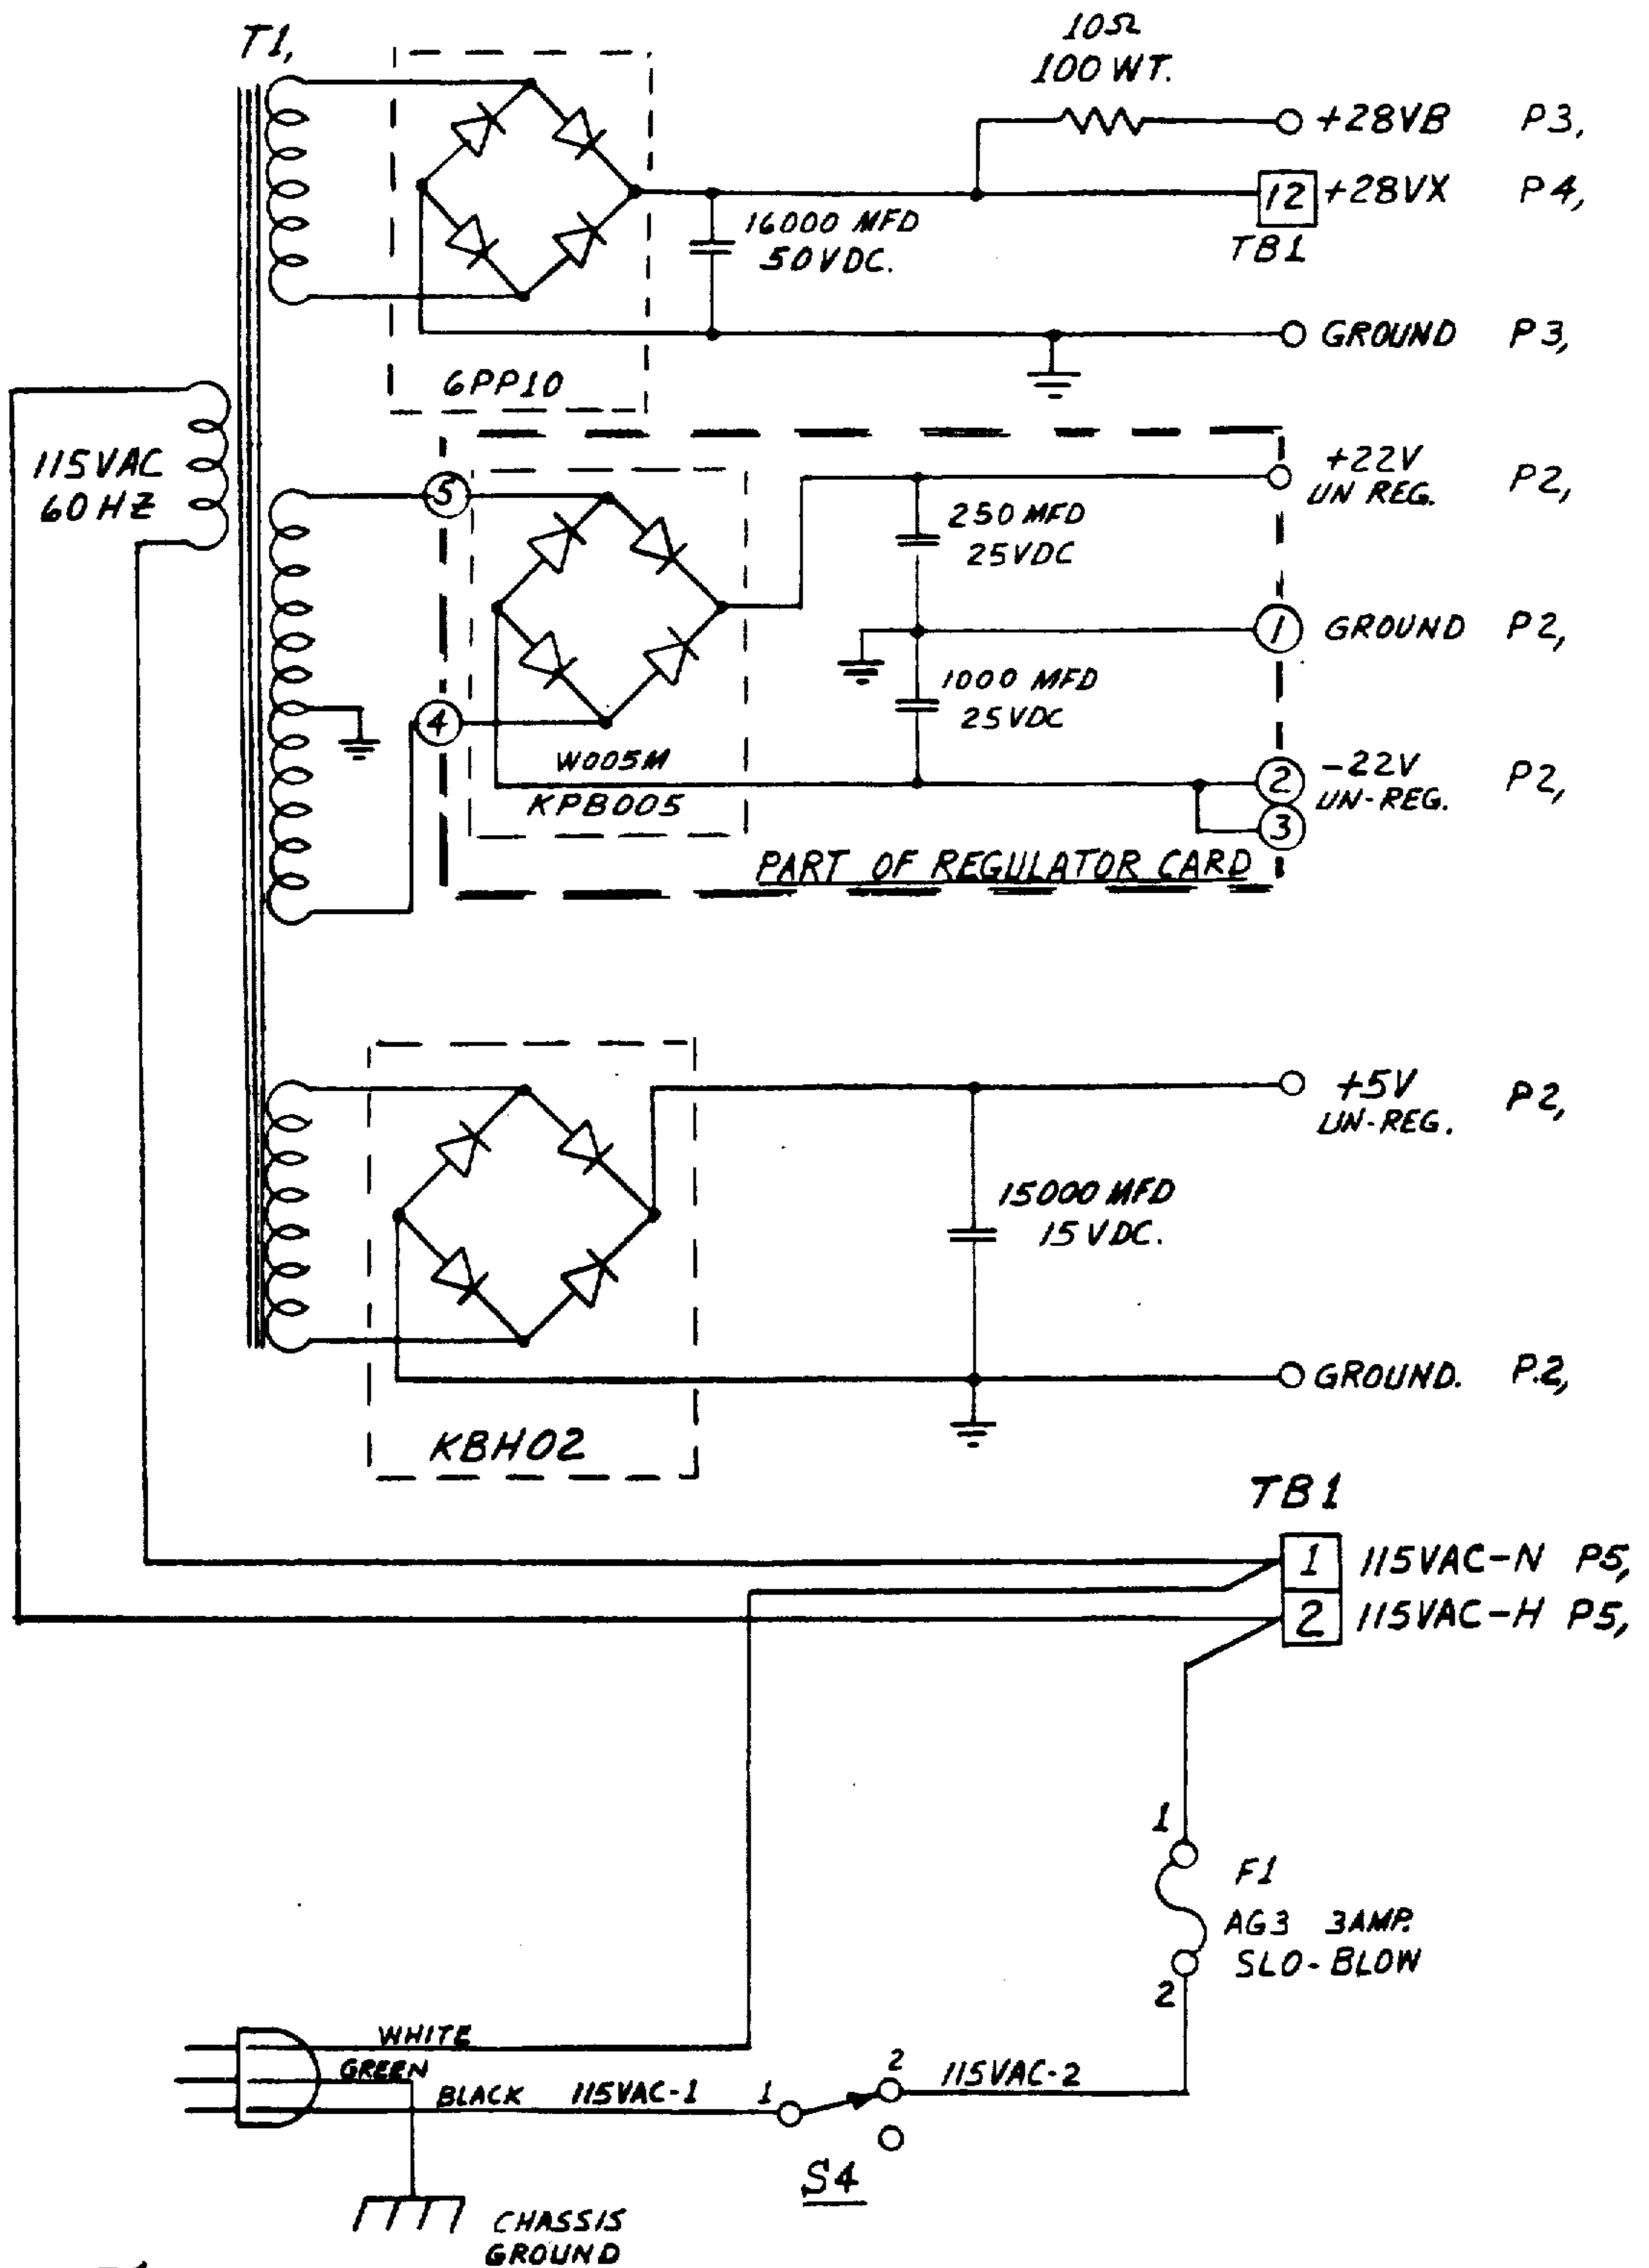 T1,
10Ω
100 WT.
+28VB P3,
12 +28VX P4,
TB1
16000 MFD
50VDC.
GROUND P3,
6PP10
115VAC
60HZ
+22V
UN REG. P2,
5
250 MFD
25VDC
1 GROUND P2,
1000 MFD
25VDC
4
W005M
KPB005
2 -22V
UN-REG. P2,
3
PART OF REGULATOR CARD
+5V
UN-REG. P2,
15000 MFD
15VDC.
GROUND. P.2,
KBH02
TB1
1 115VAC-N P5,
2 115VAC-H P5,
1
F1
AG3 3AMP.
SLO-BLOW
2
WHITE
GREEN
BLACK 115VAC-1 1
2 115VAC-2
S4
CHASSIS
GROUND